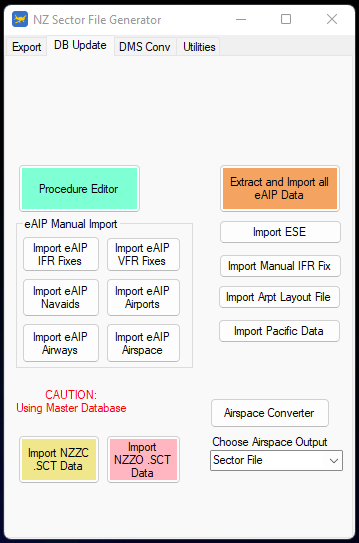 NZ Sector File Generator
Export
DB Update
DMS Conv
Utilities
Procedure Editor
Extract and Import all
eAIP Data
eAIP Manual Import
Import eAIP
IFR Fixes
Import eAIP
VFR Fixes
Import eAIP
Navaids
Import eAIP
Airports
Import eAIP
Airways
Import eAIP
Airspace
Import ESE
Import Manual IFR Fix
Import Arpt Layout File
Import Pacific Data
CAUTION:
Using Master Database
Import NZZC
.SCT Data
Import
NZZO .SCT
Data
Airspace Converter
Choose Airspace Output
Sector File